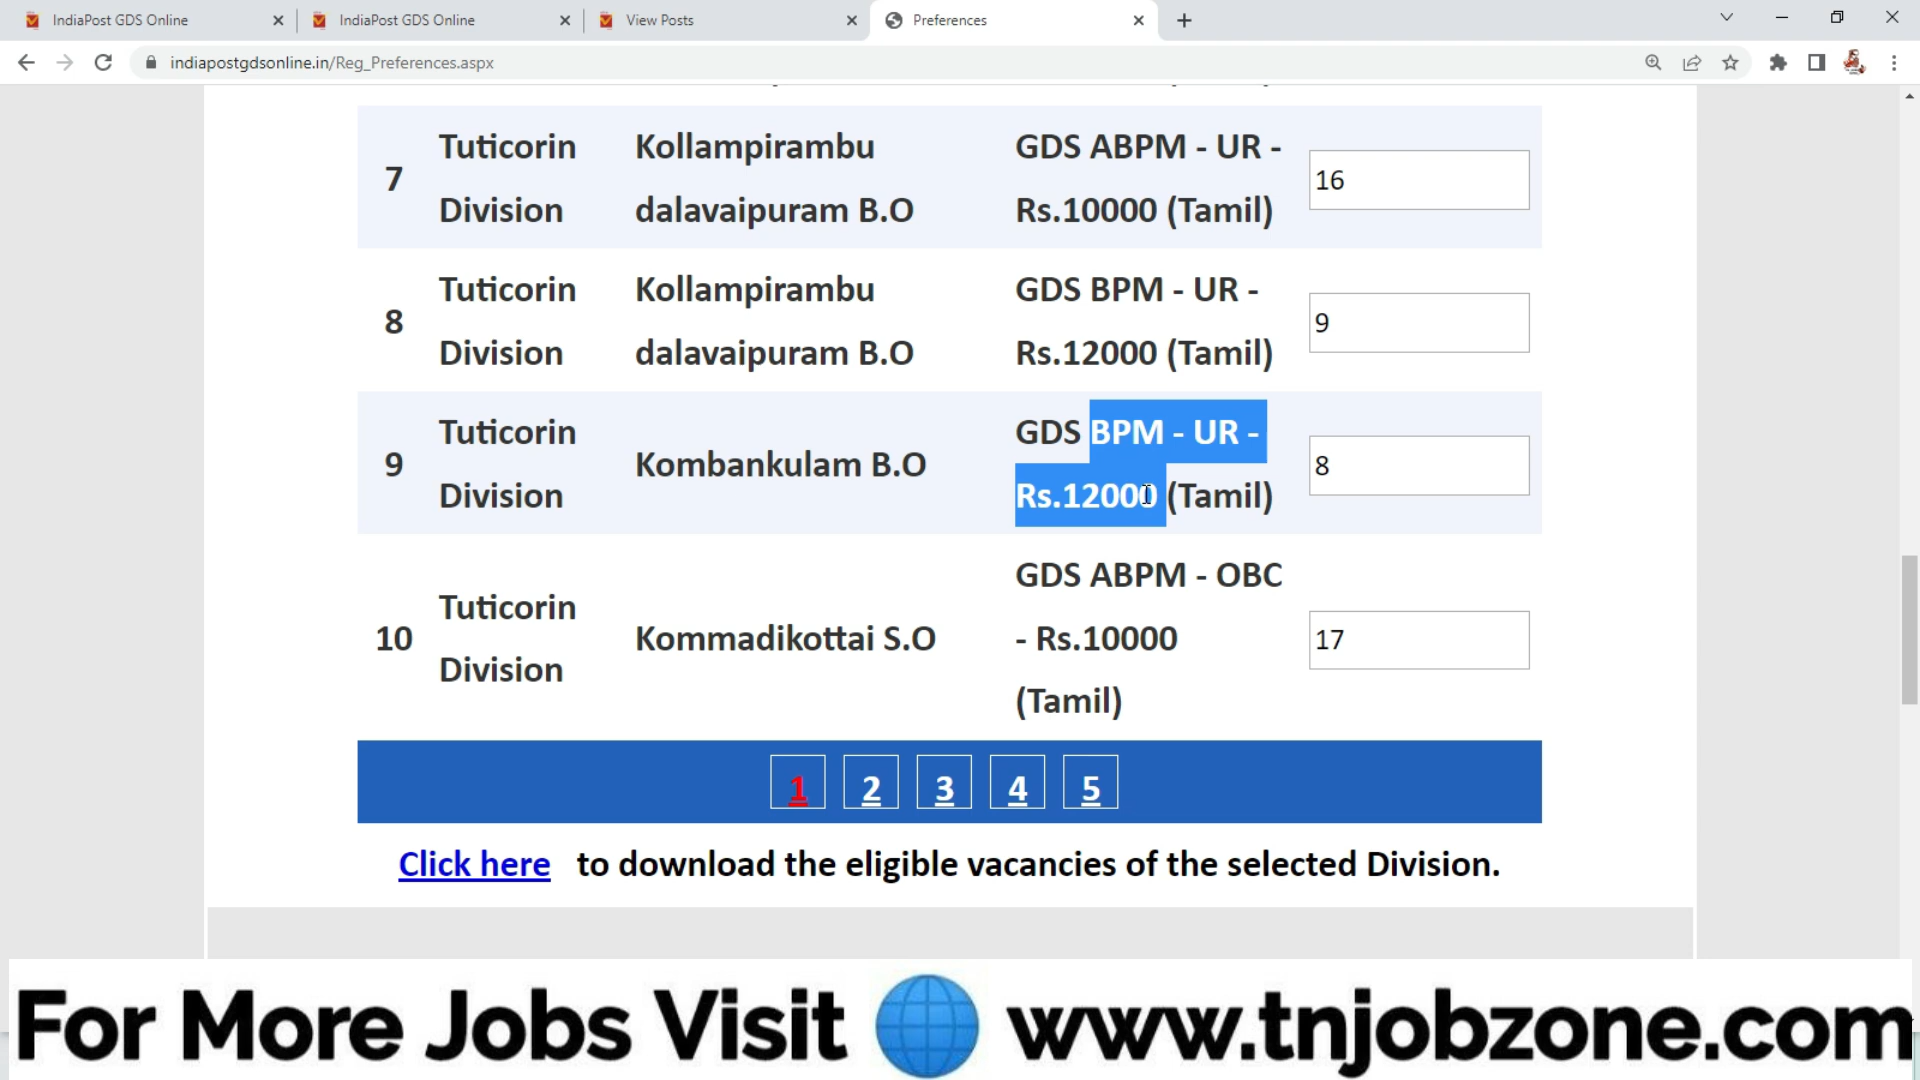 IndiaPost GDS Online
IndiaPost GDS Online
View Posts
Preferences
indiapostgdsonline.in/Reg_Preferences.aspx
7 Tuticorin Division Kollampirambu dalavaipuram B.O GDS ABPM - UR - Rs.10000 (Tamil) 16
8 Tuticorin Division Kollampirambu dalavaipuram B.O GDS BPM - UR - Rs.12000 (Tamil) 9
9 Tuticorin Division Kombankulam B.O GDS BPM - UR - Rs.12000 (Tamil) 8
10 Tuticorin Division Kommadikottai S.O GDS ABPM - OBC - Rs.10000 (Tamil) 17
1 2 3 4 5
Click here to download the eligible vacancies of the selected Division.
For More Jobs Visit www.tnjobzone.com